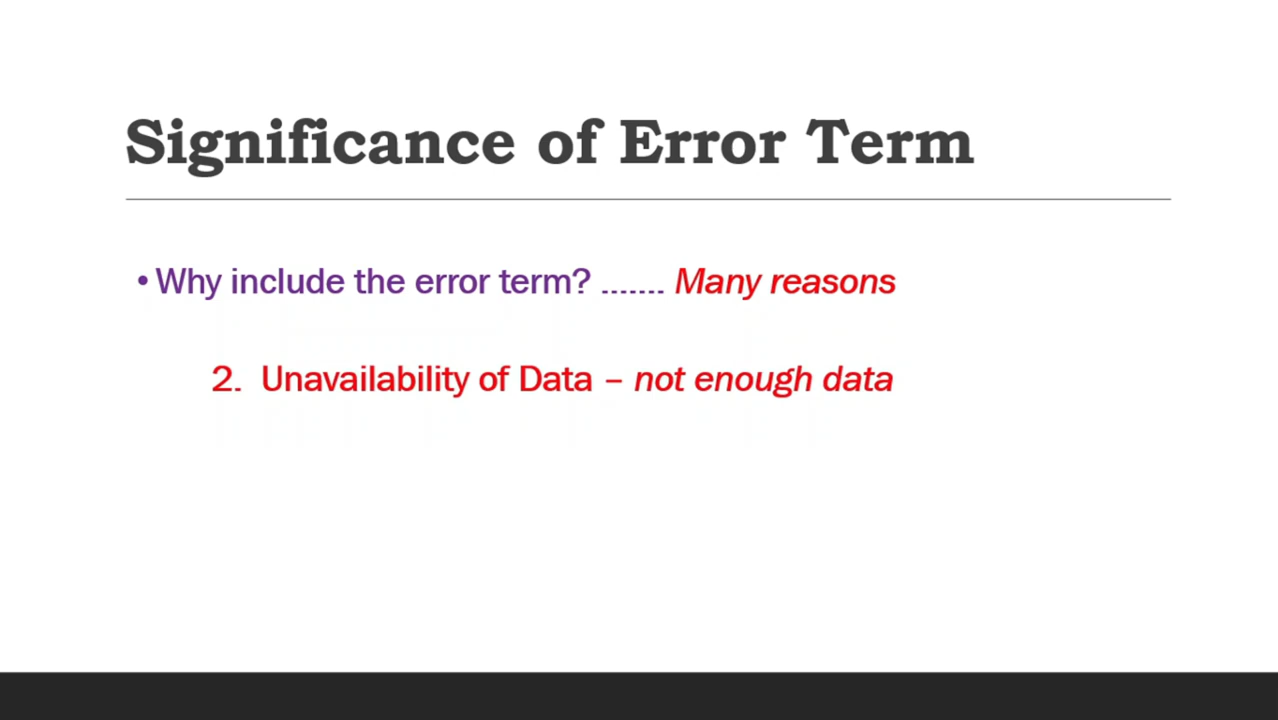 Significance of Error Term
• Why include the error term? ....... Many reasons
2. Unavailability of Data – not enough data